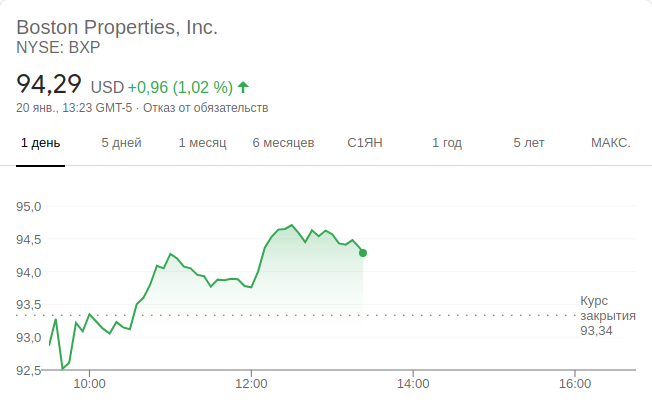 Boston Properties, Inc.
NYSE: BXP
94,29 USD +0,96 (1,02 %)
20 янв., 13:23 GMT-5 · Отказ от обязательств
1 день 5 дней 1 месяц 6 месяцев С1ЯН 1 год 5 лет МАКС.
95,0
94,5
94,0
93,5
93,0
92,5
Курс
закрытия
93,34
10:00 12:00 14:00 16:00